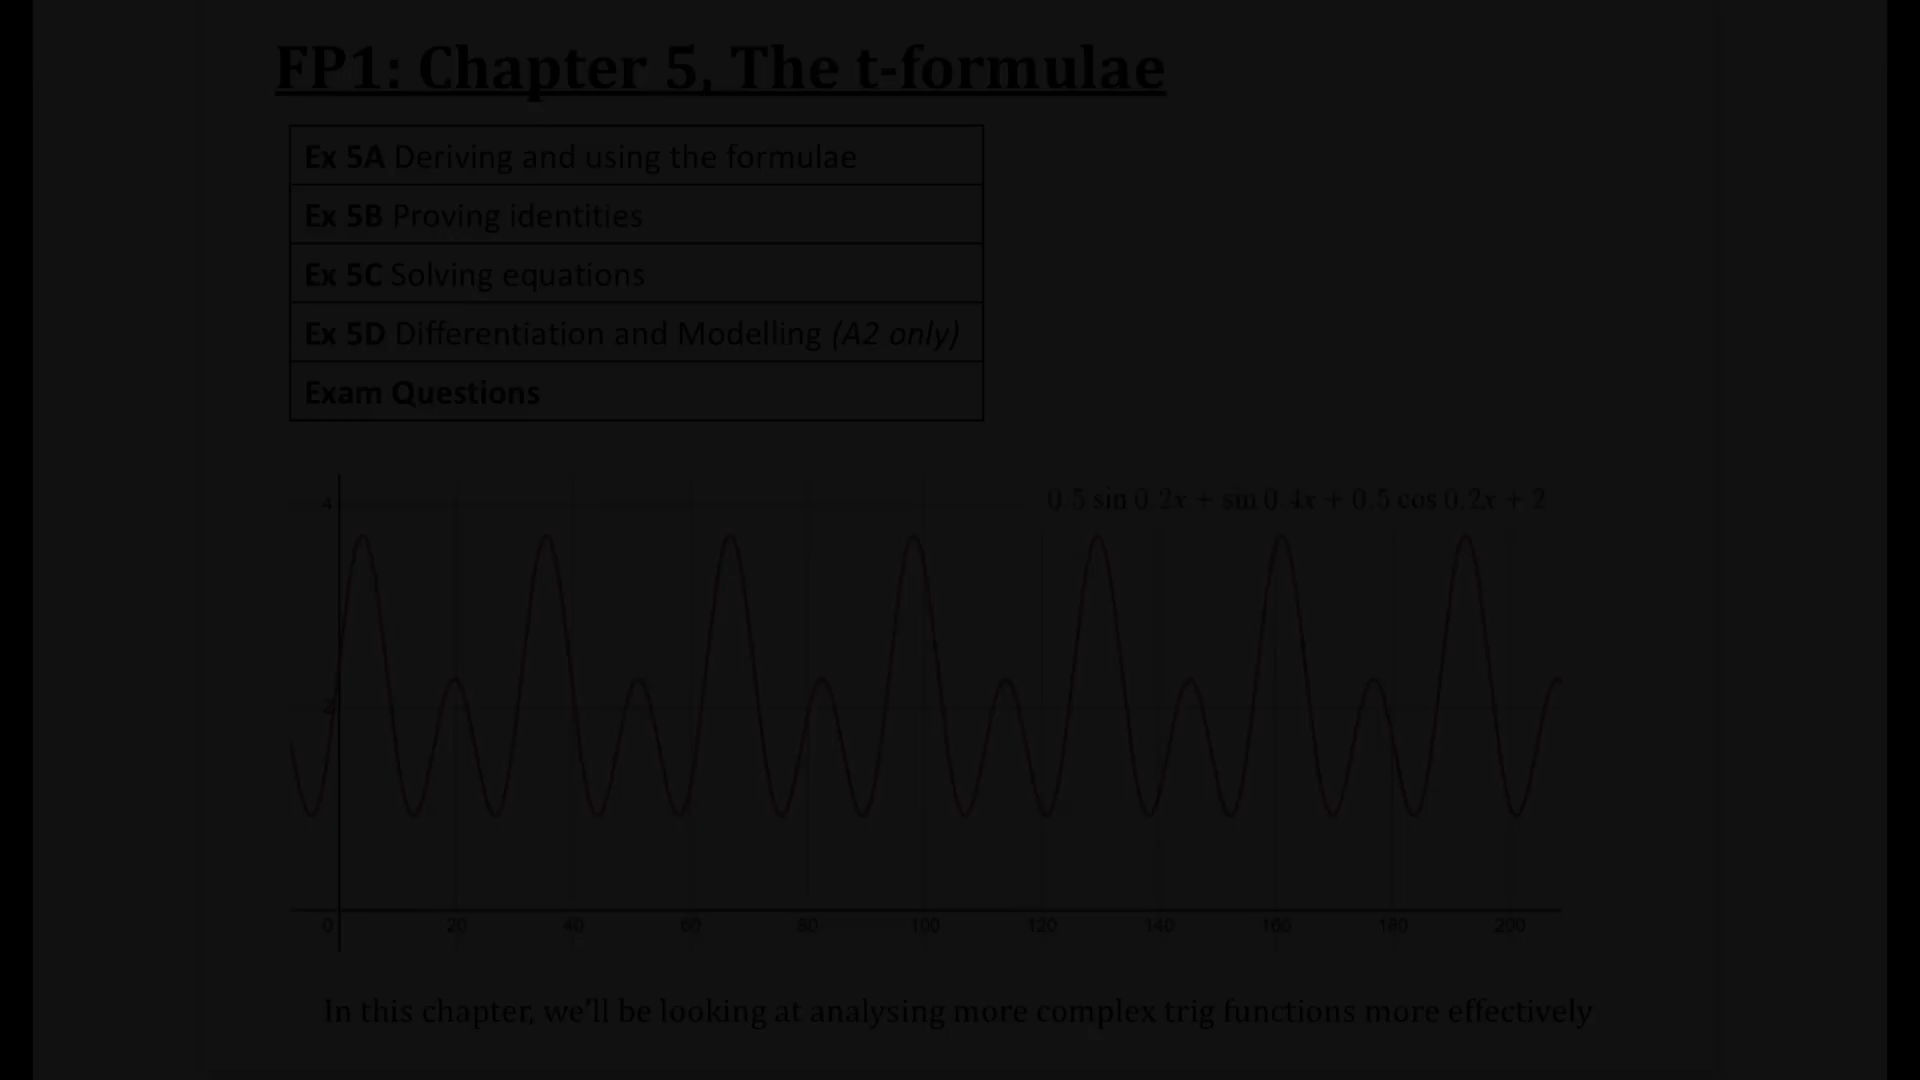 FP1: Chapter 5, The t-formulae
Ex 5A Deriving and using the formulae
Ex 5B Proving identities
Ex 5C Solving equations
Ex 5D Differentiation and Modelling (A2 only)
Exam Questions
4
0.5 sin 0.2x + sin 0.4x + 0.5 cos 0.2x + 2
2
0 20 40 60 80 100 120 140 160 180 200
In this chapter, we'll be looking at analysing more complex trig functions more effectively